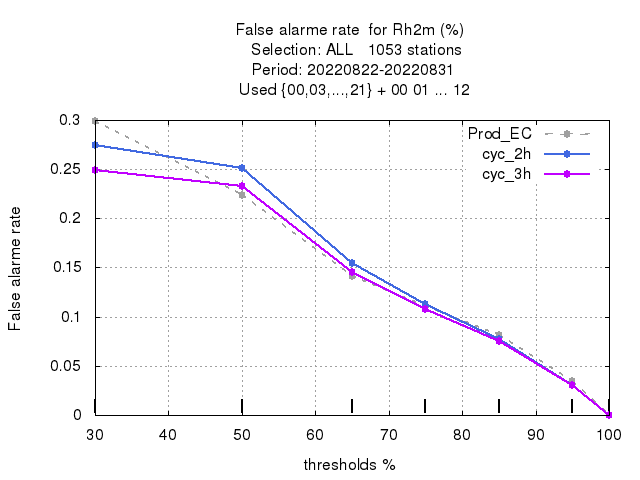 False alarme rate  for Rh2m (%)
Selection: ALL   1053 stations
Period: 20220822-20220831
Used {00,03,...,21} + 00 01 ... 12
Prod_EC
cyc_2h
cyc_3h
0.3
0.25
0.2
0.15
0.1
0.05
0
False alarme rate
30 40 50 60 70 80 90 100
thresholds %